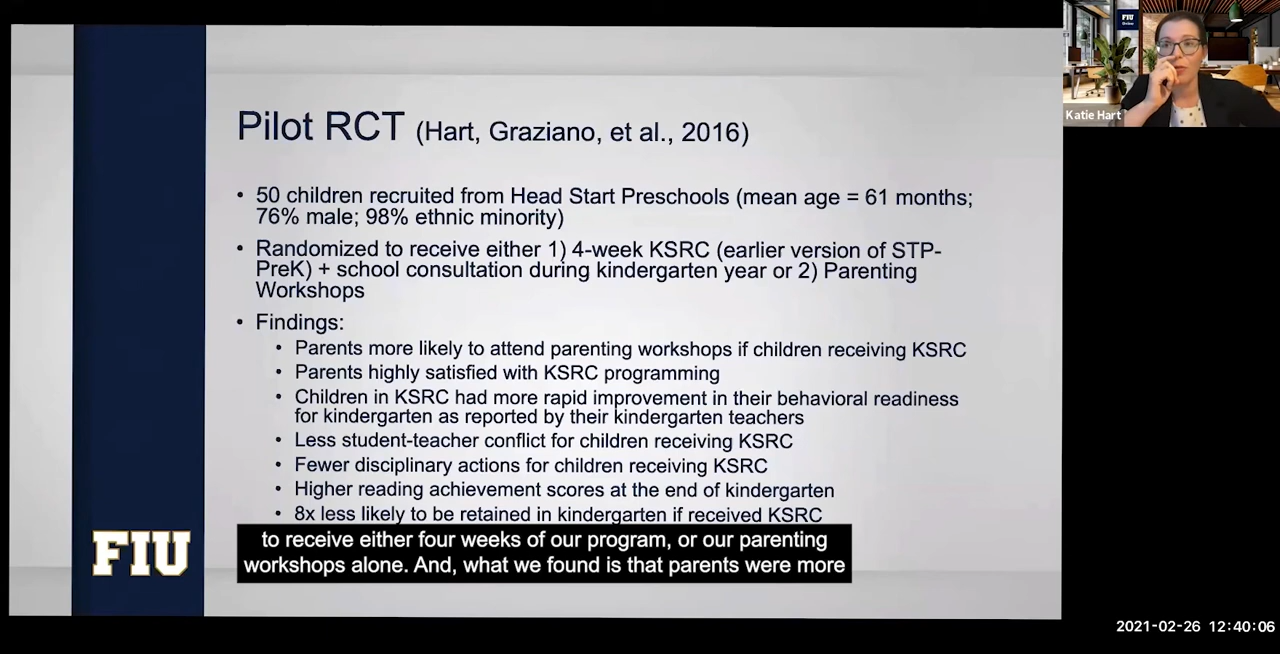 Pilot RCT (Hart, Graziano, et al., 2016)
• 50 children recruited from Head Start Preschools (mean age = 61 months;
76% male; 98% ethnic minority)
• Randomized to receive either 1) 4-week KSRC (earlier version of STP-
PreK) + school consultation during kindergarten year or 2) Parenting
Workshops
• Findings:
• Parents more likely to attend parenting workshops if children receiving KSRC
• Parents highly satisfied with KSRC programming
• Children in KSRC had more rapid improvement in their behavioral readiness
for kindergarten as reported by their kindergarten teachers
• Less student-teacher conflict for children receiving KSRC
• Fewer disciplinary actions for children receiving KSRC
• Higher reading achievement scores at the end of kindergarten
• 8x less likely to be retained in kindergarten if received KSRC
FIU
to receive either four weeks of our program, or our parenting
workshops alone. And, what we found is that parents were more
FIU
Katie Hart
2021-02-26 12:40:06